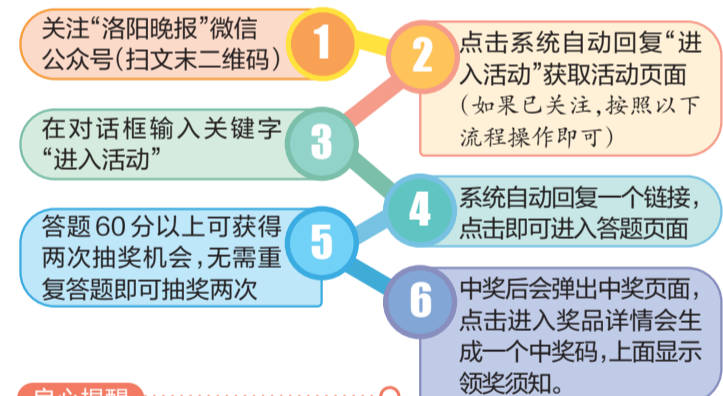 关注“洛阳晚报”微信
公众号(扫文末二维码)
1
2
点击系统自动回复“进
入活动”获取活动页面
(如果已关注,按照以下
流程操作即可)
在对话框输入关键字
“进入活动”
3
4
系统自动回复一个链接,
点击即可进入答题页面
答题60分以上可获得
两次抽奖机会,无需重
复答题即可抽奖两次
5
6
中奖后会弹出中奖页面,
点击进入奖品详情会生
成一个中奖码,上面显示
领奖须知。